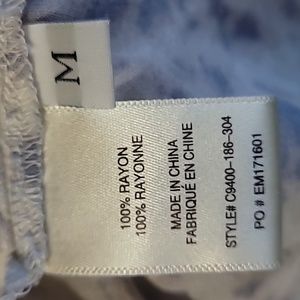 M
100% RAYON
100% RAYONNE
MADE IN CHINA
FABRIQUÉ EN CHINE
STYLE# C9400-186-304
PO # EM171601